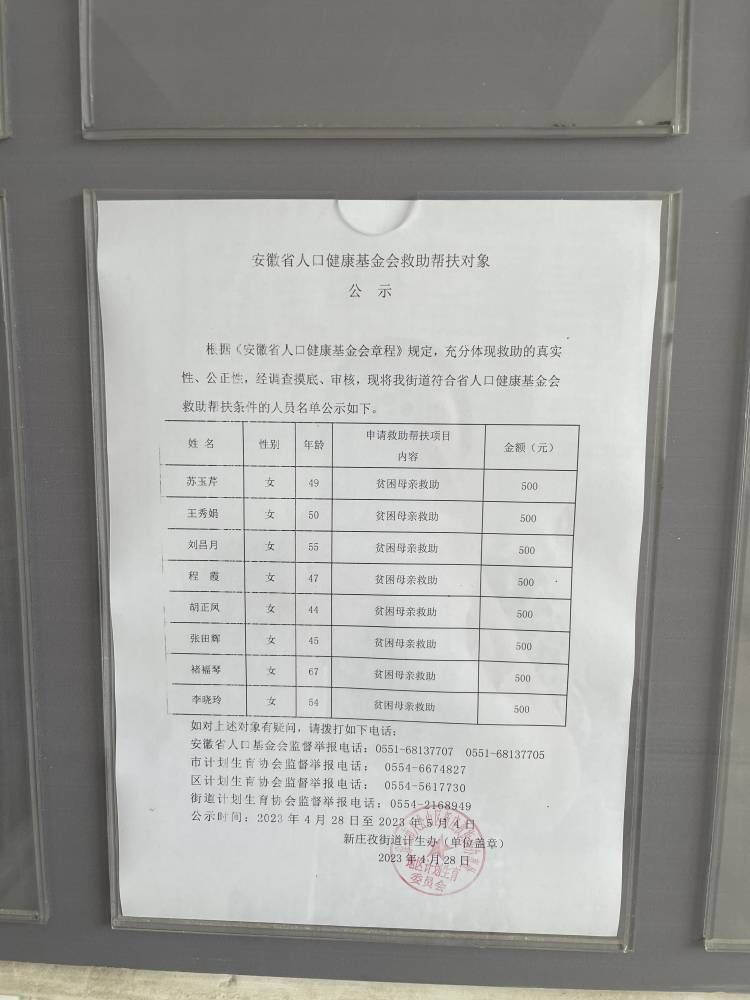 安徽省人口健康基金会救助帮扶对象
公 示
根据《安徽省人口健康基金会章程》规定，充分体现救助的真实
性、公正性，经调查摸底、审核，现将我街道符合省人口健康基金会
救助帮扶条件的人员名单公示如下。
姓 名 性别 年龄 申请救助帮扶项目 金额（元）
内容
苏玉芹 女 49 贫困母亲救助 500
王秀娟 女 50 贫困母亲救助 500
刘昌月 女 55 贫困母亲救助 500
程 霞 女 47 贫困母亲救助 500
胡正凤 女 44 贫困母亲救助 500
张田辉 女 45 贫困母亲救助 500
褚福琴 女 67 贫困母亲救助 500
李晓玲 女 54 贫困母亲救助 500
如对上述对象有疑问，请拨打如下电话：
安徽省人口基金会监督举报电话：0551-68137707 0551-68137705
市计划生育协会监督举报电话： 0554-6674827
区计划生育协会监督举报电话： 0554-5617730
街道计划生育协会监督举报电话：0554-2168949
公示时间：2023 年 4 月 28 日至 2023 年 5 月 4 日
新庄孜街道计生办（单位盖章）
2023 年 4 月 28 日
计划生育
委员会